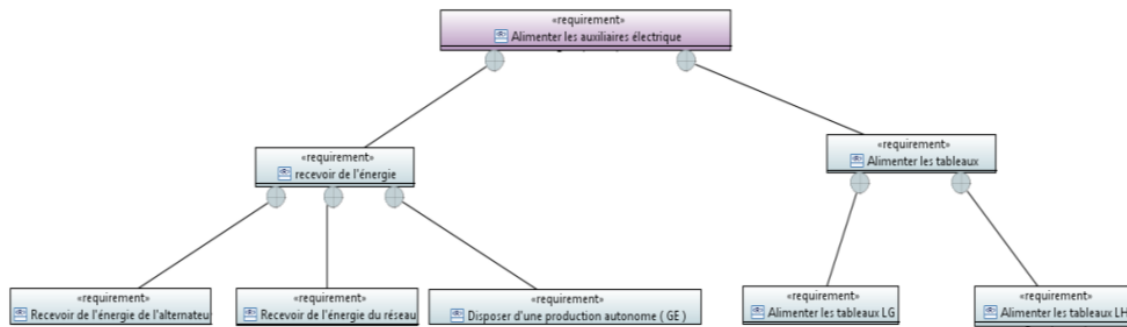 «requirement»
Alimenter les auxiliaires électrique
«requirement»
recevoir de l'énergie
«requirement»
Alimenter les tableaux
«requirement»
Recevoir de l'énergie de l'alternateur
«requirement»
Recevoir de l'énergie du réseau
«requirement»
Disposer d'une production autonome ( GE )
«requirement»
Alimenter les tableaux LG
«requirement»
Alimenter les tableaux LH